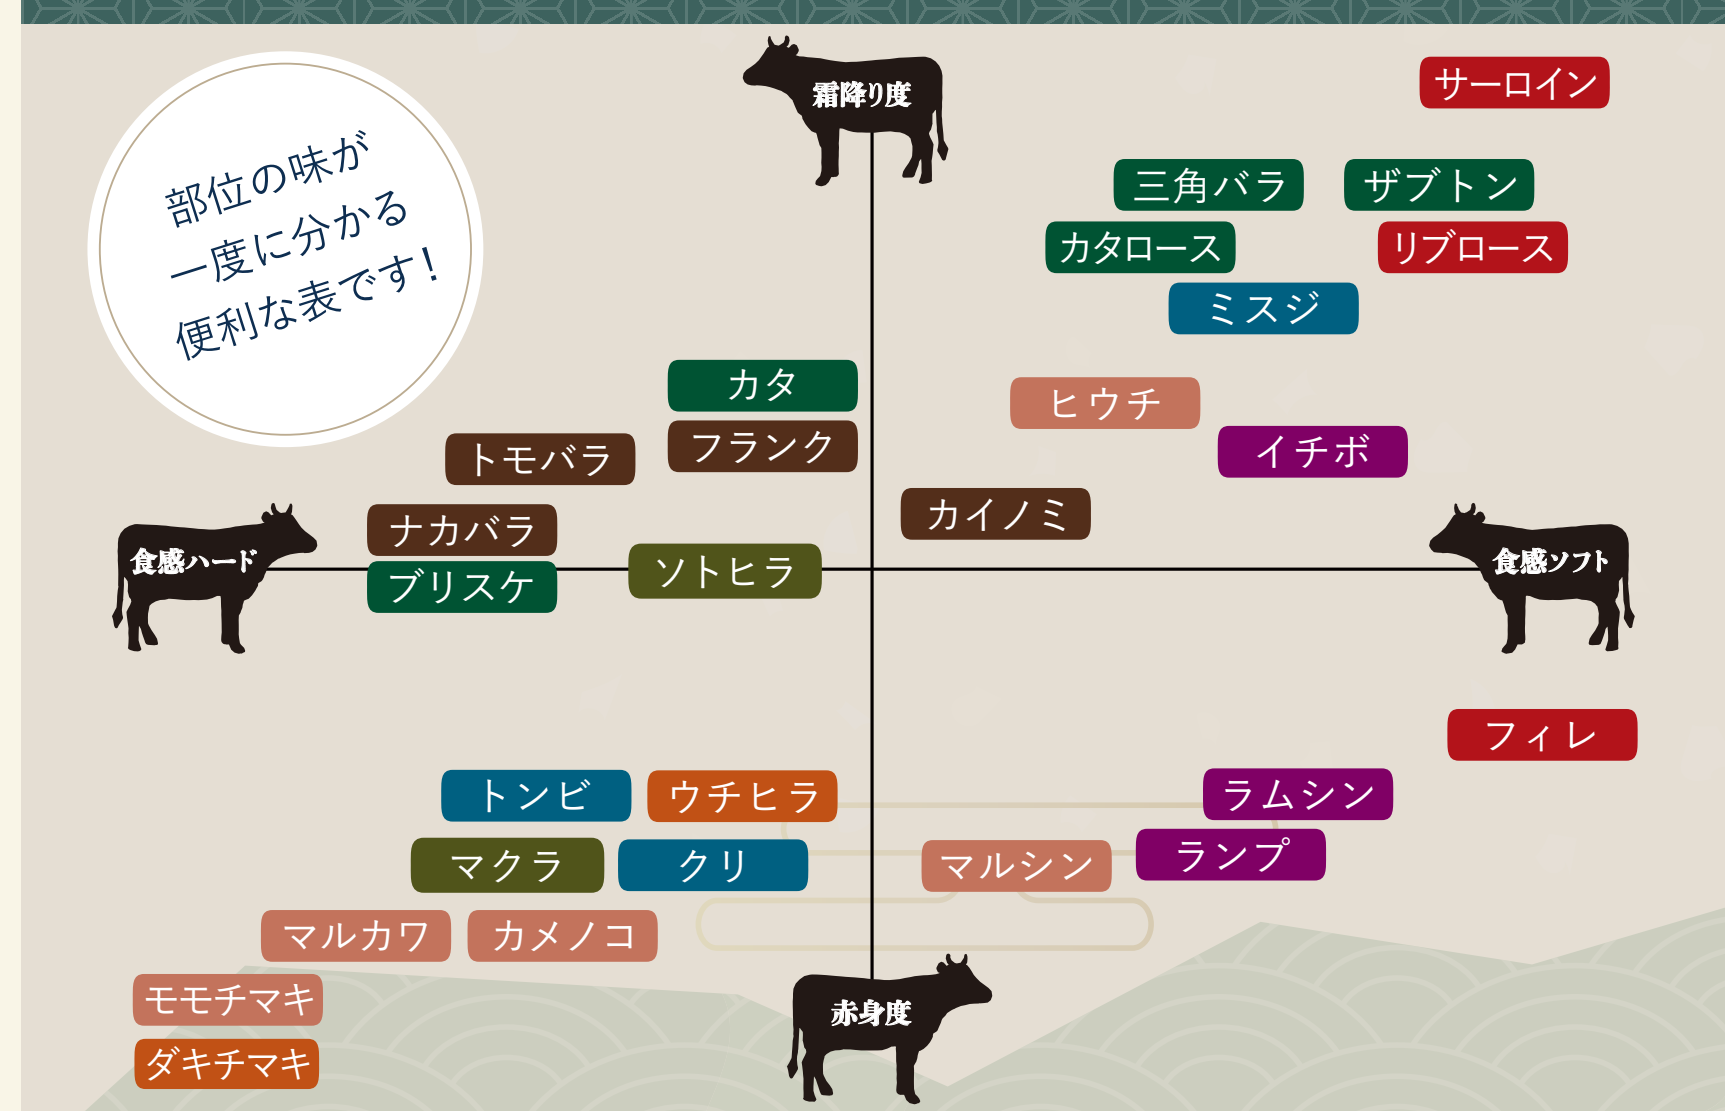 部位の味が
一度に分かる
便利な表です！
霜降り度
サーロイン
三角バラ
ザブトン
カタロース
リブロース
ミスジ
カタ
ヒウチ
フランク
イチボ
トモバラ
カイノミ
ナカバラ
食感ハード
ブリスケ
ソトヒラ
食感ソフト
フィレ
トンビ
ウチヒラ
ラムシン
マクラ
クリ
マルシン
ランプ
マルカワ
カメノコ
モモチマキ
赤身度
ダキチマキ